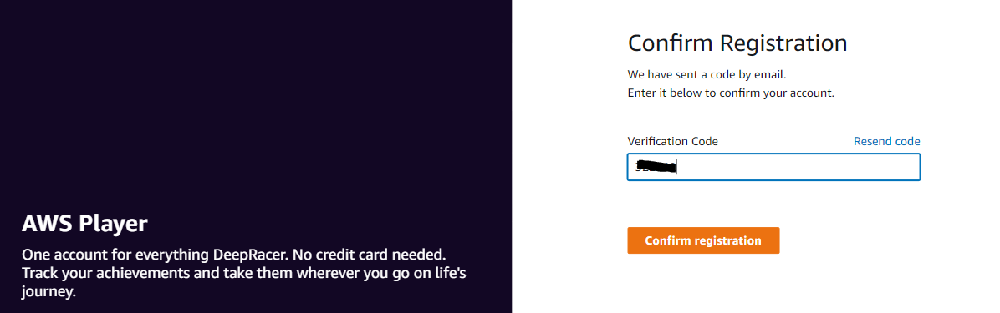 AWS Player
One account for everything DeepRacer. No credit card needed.
Track your achievements and take them wherever you go on life's
journey.
Confirm Registration
We have sent a code by email.
Enter it below to confirm your account.
Verification Code
Resend code
Confirm registration